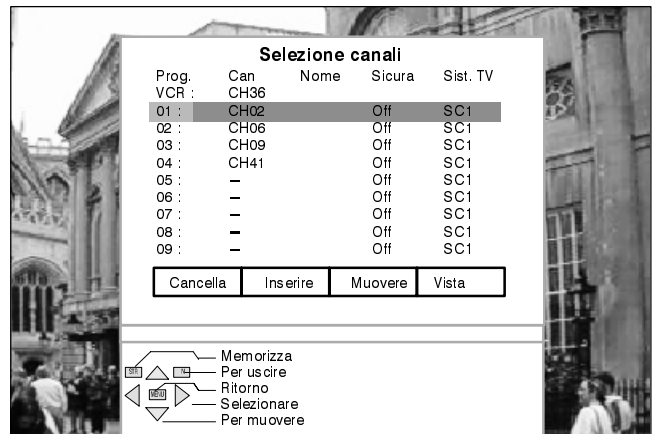 Selezione canali
Prog. Can Nome Sicura Sist. TV
VCR : CH36
01 : CH02 Off SC1
02 : CH06 Off SC1
03 : CH09 Off SC1
04 : CH41 Off SC1
05 : – Off SC1
06 : – Off SC1
07 : – Off SC1
08 : – Off SC1
09 : – Off SC1
Cancella Inserire Muovere Vista
Memorizza
STR N Per uscire
Ritorno
MENU Selezionare
Per muovere